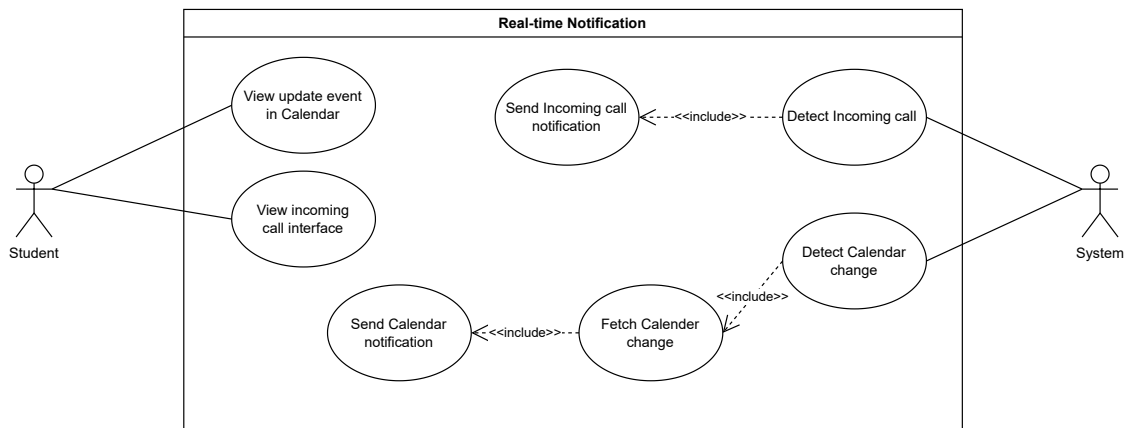 Real-time Notification
View update event
in Calendar
Send Incoming call
notification
<<include>>
Detect Incoming call
View incoming
call interface
Student
System
Detect Calendar
change
<<include>>
Send Calendar
notification
<<include>>
Fetch Calender
change